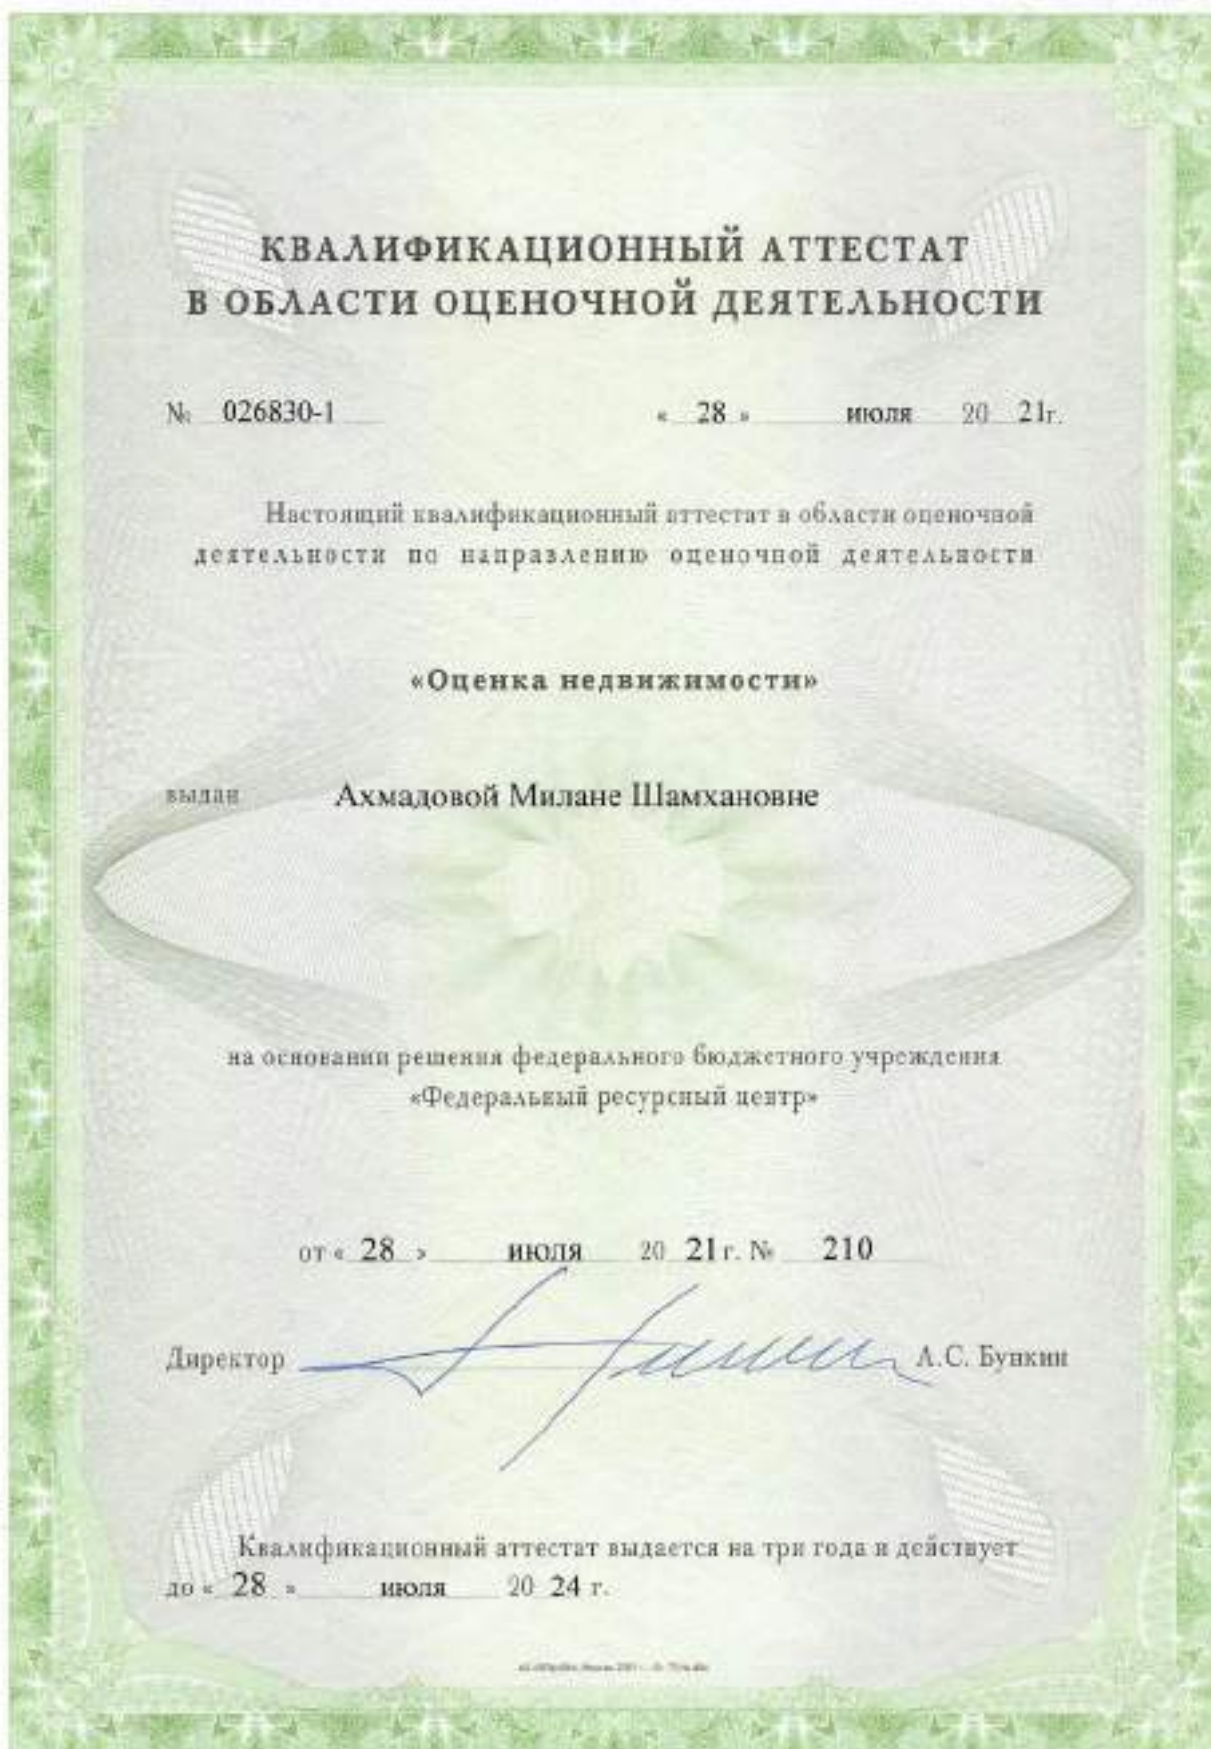 КВАЛИФИКАЦИОННЫЙ АТТЕСТАТ
В ОБЛАСТИ ОЦЕНОЧНОЙ ДЕЯТЕЛЬНОСТИ
№ 026830-1 « 28 » июля 20 21г.
Настоящий квалификационный аттестат в области оценочной
деятельности по направлению оценочной деятельности
«Оценка недвижимости»
выдан Ахмадовой Милане Шамхановне
на основании решения федерального бюджетного учреждения
«Федеральный ресурсный центр»
от « 28 » июля 20 21 г. № 210
Директор А.С. Бункин
Квалификационный аттестат выдается на три года и действует
до « 28 » июля 20 24 г.